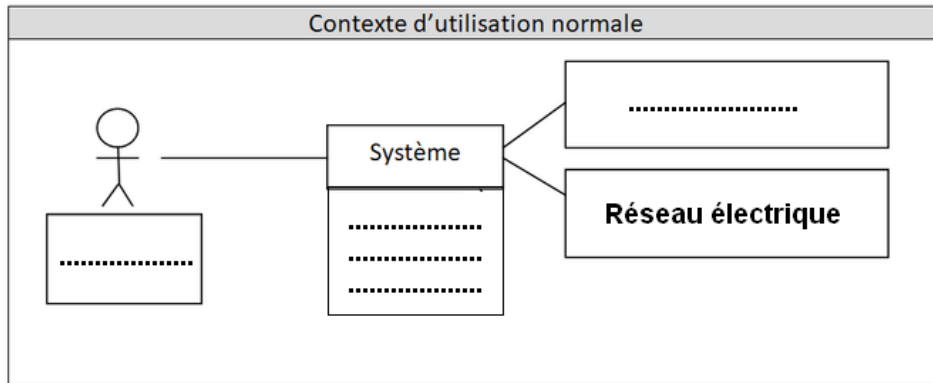 Contexte d'utilisation normale
.........................
Système
Réseau électrique
....................
....................
....................
...................